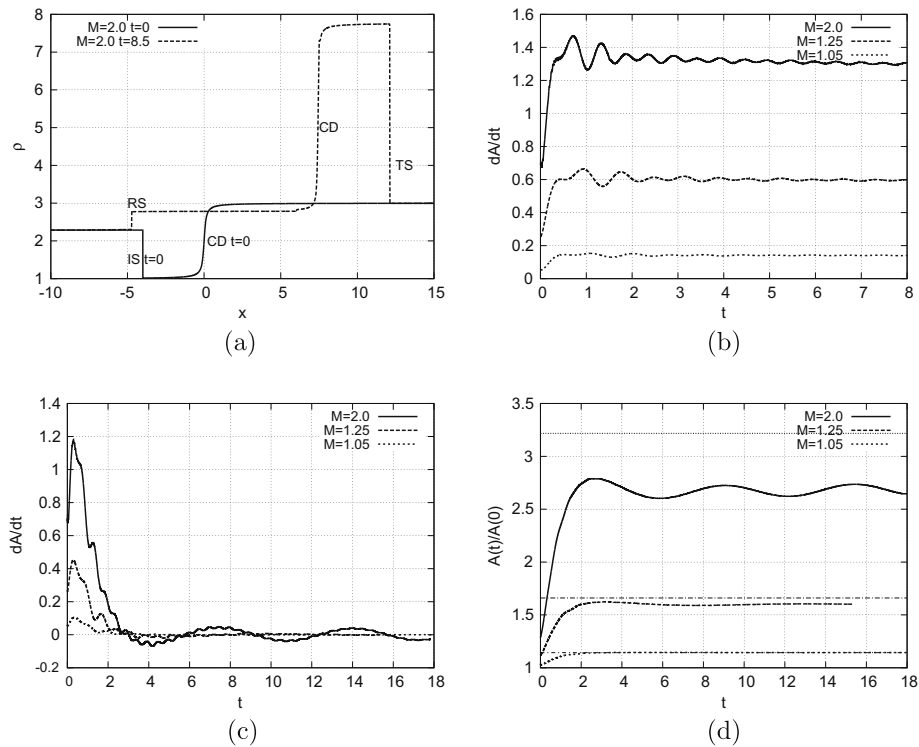 8
7
6
5
4
3
2
1
ρ
M=2.0 t=0
M=2.0 t=8.5
CD
TS
RS
CD t=0
IS t=0
-10 -5 0 5 10 15
x
(a)
1.6
1.4
1.2
1
0.8
0.6
0.4
0.2
0
dA/dt
M=2.0
M=1.25
M=1.05
0 1 2 3 4 5 6 7 8
t
(b)
1.4
1.2
1
0.8
0.6
0.4
0.2
0
-0.2
dA/dt
M=2.0
M=1.25
M=1.05
0 2 4 6 8 10 12 14 16 18
t
(c)
3.5
3
2.5
2
1.5
1
A(t)/A(0)
M=2.0
M=1.25
M=1.05
0 2 4 6 8 10 12 14 16 18
t
(d)